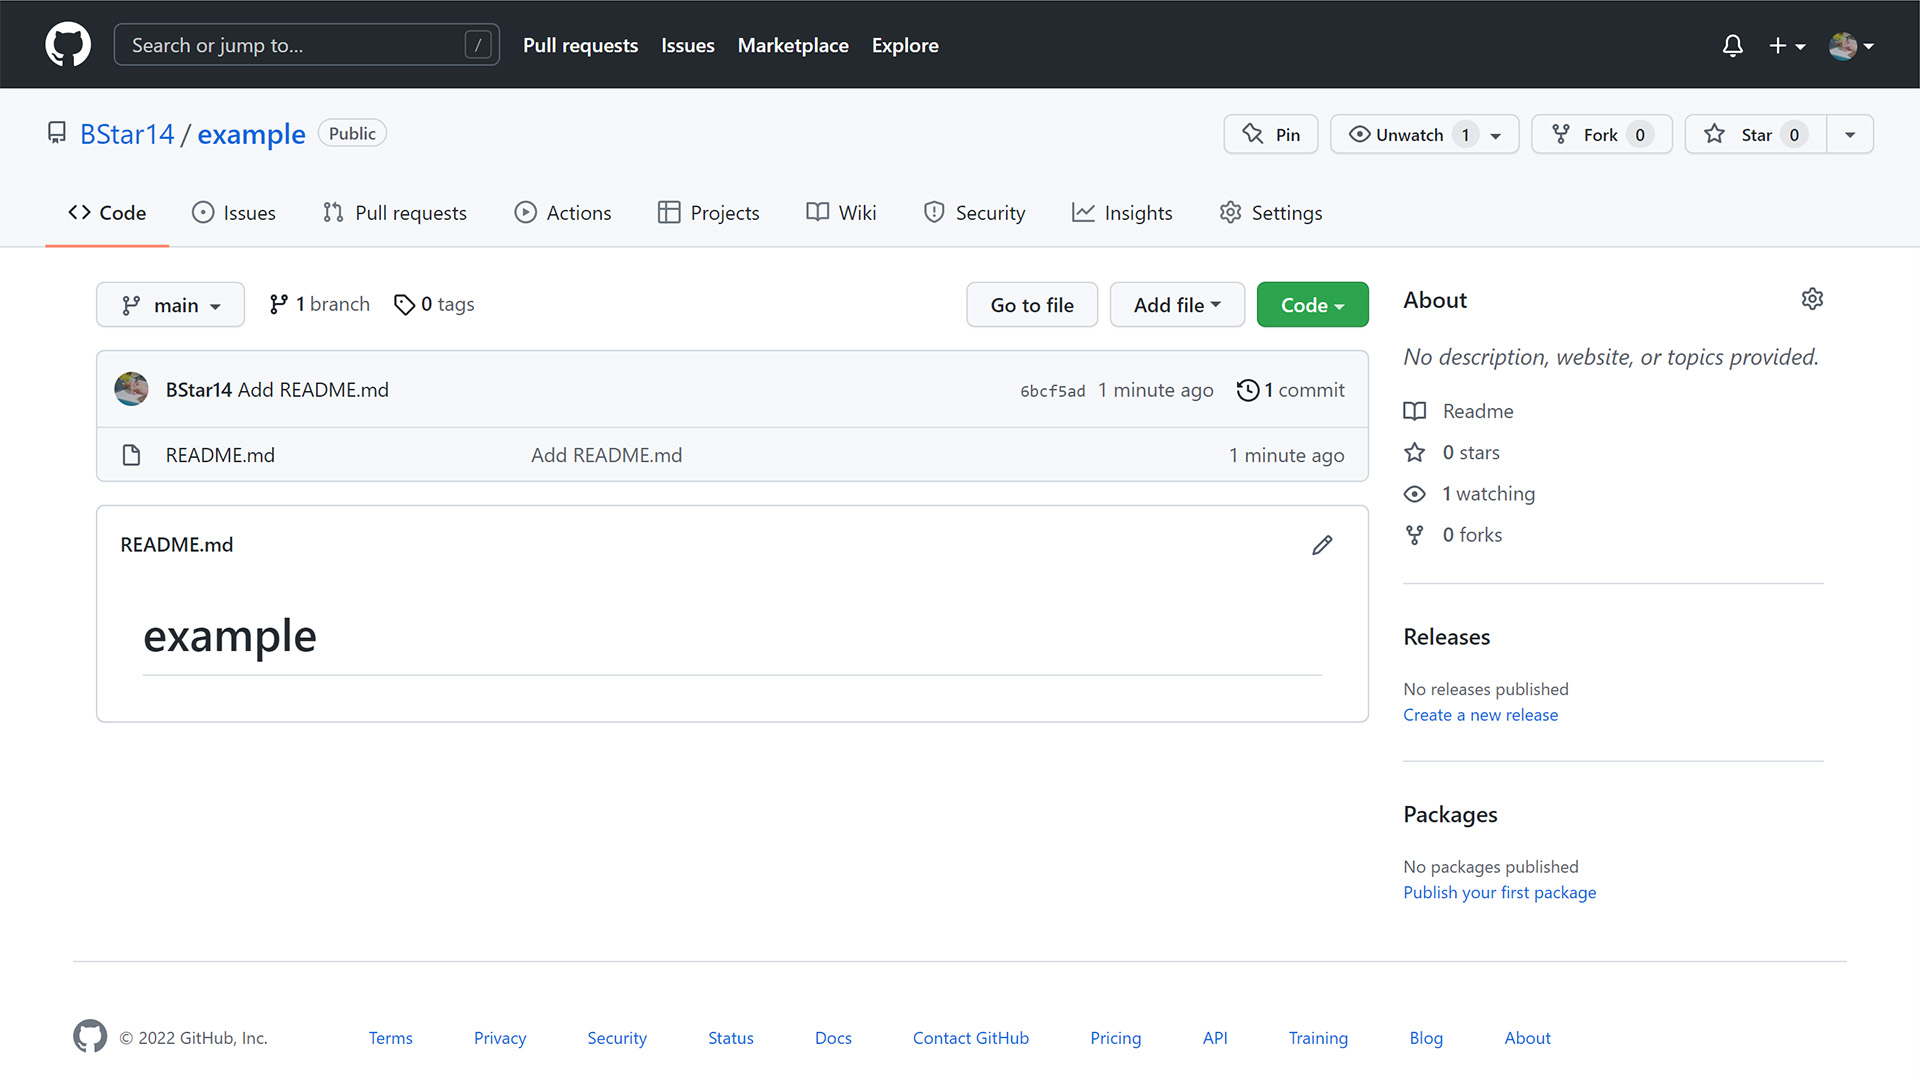 Search or jump to... /
Pull requests Issues Marketplace Explore
BStar14 / example Public
Pin Unwatch 1 Fork 0 Star 0
Code Issues Pull requests Actions Projects Wiki Security Insights Settings
main 1 branch 0 tags Go to file Add file Code
BStar14 Add README.md 6bcf5ad 1 minute ago 1 commit
README.md Add README.md 1 minute ago
README.md
example
About
No description, website, or topics provided.
Readme
0 stars
1 watching
0 forks
Releases
No releases published
Create a new release
Packages
No packages published
Publish your first package
© 2022 GitHub, Inc. Terms Privacy Security Status Docs Contact GitHub Pricing API Training Blog About